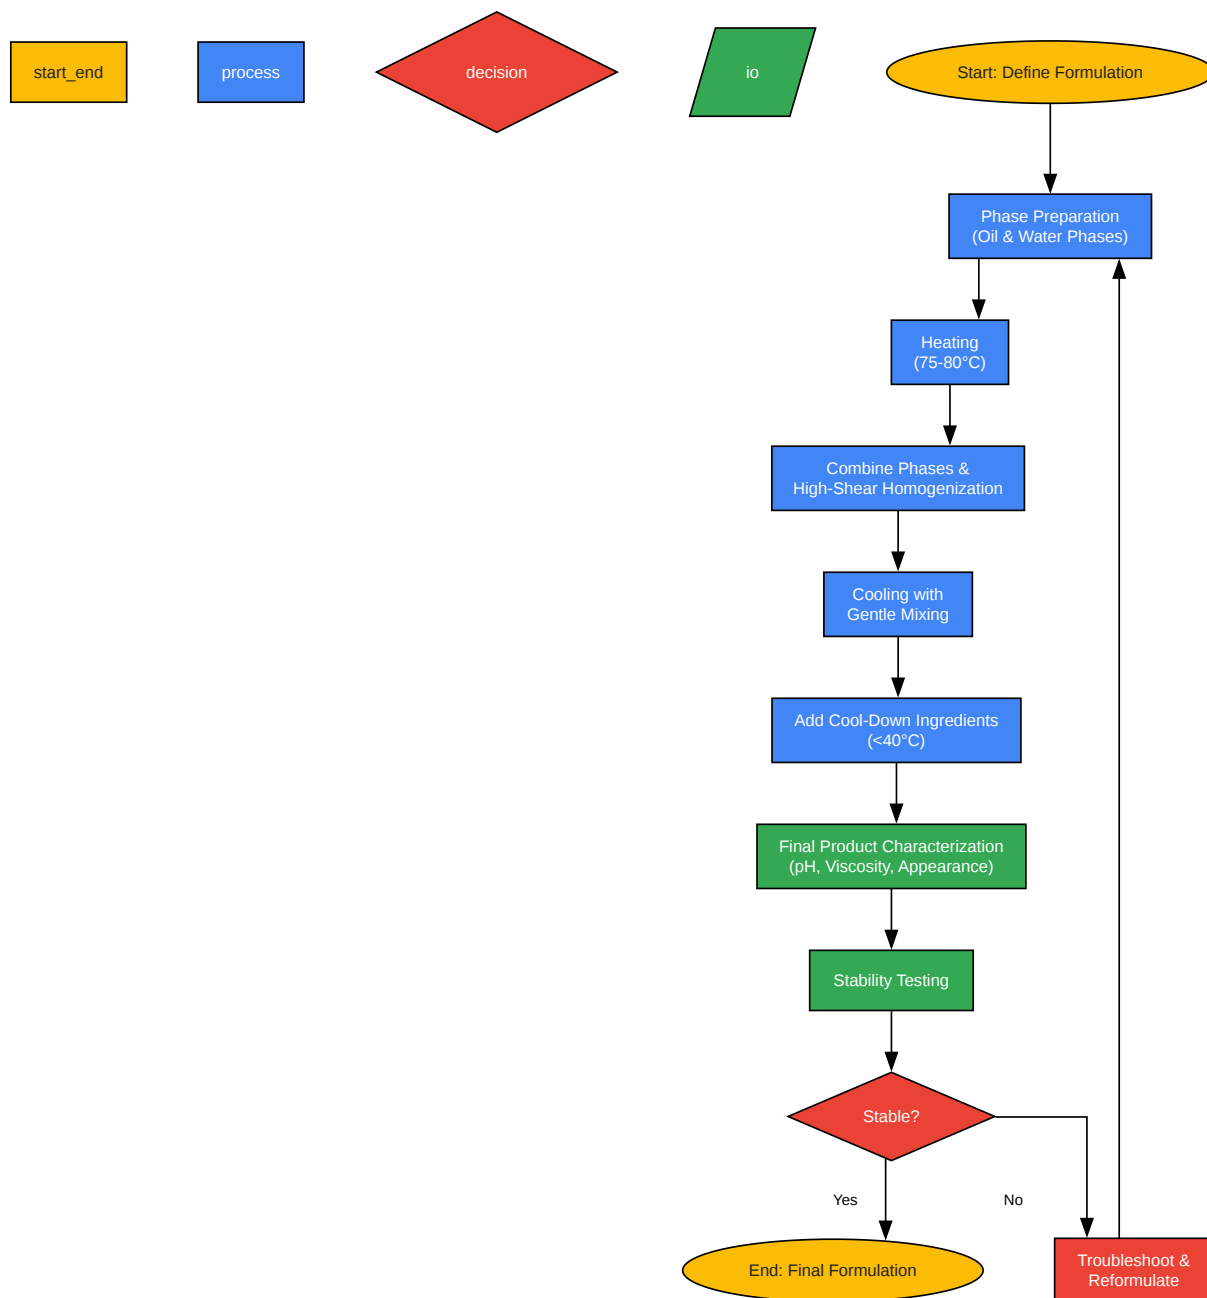 start_end
process
decision
io
Start: Define Formulation
Phase Preparation
(Oil & Water Phases)
Heating
(75-80°C)
Combine Phases &
High-Shear Homogenization
Cooling with
Gentle Mixing
Add Cool-Down Ingredients
(<40°C)
Final Product Characterization
(pH, Viscosity, Appearance)
Stability Testing
Stable?
Yes
No
End: Final Formulation
Troubleshoot &
Reformulate